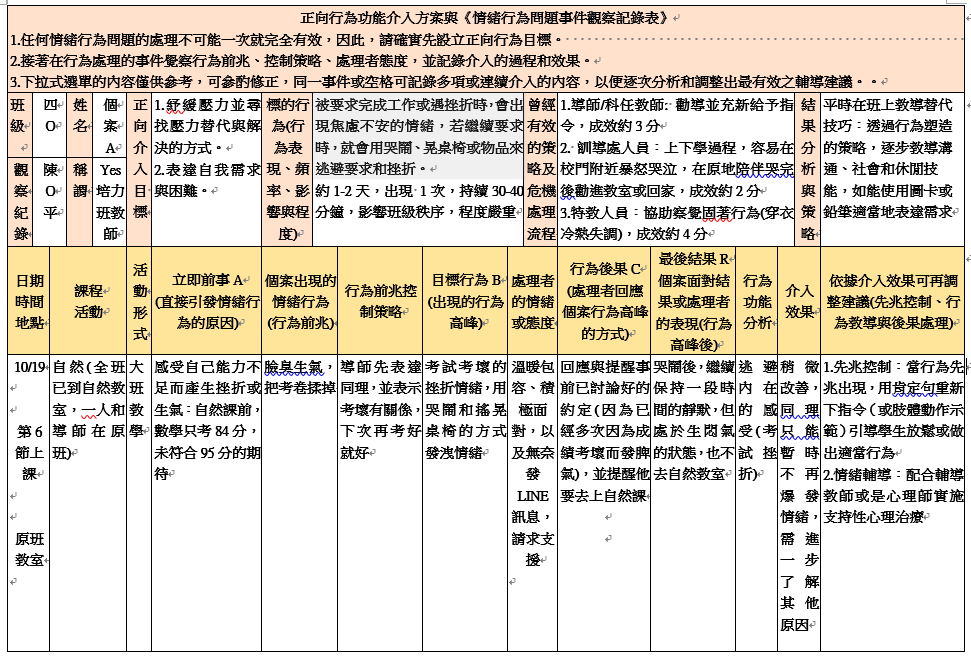 正向行為功能介入方案與《情緒行為問題事件觀察記錄表》
1.任何情緒行為問題的處理不可能一次就完全有效，因此，請確實先設立正向行為目標。
2.接著在行為處理的事件覺察行為前兆、控制策略、處理者態度，並記錄介入的過程和效果。
3.下拉式選單的內容僅供參考，可參酌修正，同一事件或空格可記錄多項或連續介入的內容，以便逐次分析和調整出最有效之輔導建議。。
班級
四O
姓名
個案A
正向介入目標
1.紓緩壓力並尋
找壓力替代與解
決的方式。
2.表達自我需求
與困難。
標的行
為(行
為表
現、頻
率、影
響與程
度)
被要求完成工作或遇挫折時，會出
現焦慮不安的情緒，若繼續要求
時，就會用哭鬧、晃桌椅或物品來
逃避要求和挫折。
約 1-2 天，出現 1 次，持續 30-40
分鐘，影響班級秩序，程度嚴重
曾經
有效
的策
略及
危機
處理
流程
1.導師/科任教師: 勸導並充新給予指
令，成效約 3 分
2. 訓導處人員：上下學過程，容易在
校門附近暴怒哭泣，在原地陪伴哭完
後勸進教室或回家，成效約 2 分
3.特教人員：協助察覺固著行為(穿衣
冷熱失調)，成效約 4 分
結果分析與策略
平時在班上教導替代
技巧：透過行為塑造
的策略，逐步教導溝
通、社會和休閒技
能，如能使用圖卡或
鉛筆適當地表達需求
觀察紀錄
陳O平
稱謂
Yes
培力
班教
師
日期
時間
地點
課程
活動
活動形式
立即前事 A
(直接引發情緒行
為的原因)
個案出現的
情緒行為
(行為前兆)
行為前兆控
制策略
目標行為 B
(出現的行為
高峰)
處理者
的情緒
或態度
行為後果 C
(處理者回應
個案行為高峰
的方式)
最後結果 R
個案面對結
果或處理者
的表現(行為
高峰後)
行為
功能
分析
介入
效果
依據介入效果可再調
整建議(先兆控制、行
為教導與後果處理)
10/19
第 6
節上
課
原班
教室
自然(全班
已到自然教
室，一人和
導師在原
班)
大班教學
感受自己能力不
足而產生挫折或
生氣：自然課前，
數學只考 84 分，
未符合 95 分的期
待
臉臭生氣，
把考卷揉掉
導師先表達
同理，並表示
考壞有關係，
下次再考好
就好
考試考壞的
挫折情緒，用
哭鬧和搖晃
桌椅的方式
發洩情緒
溫暖包
容、積
極面
對，以
及無奈
發
LINE
訊息，
請求支
援
回應與提醒事
前已討論好的
約定(因為已
經多次因為成
績考壞而發脾
氣)，並提醒他
要去上自然課
哭鬧後，繼續
保持一段時
間的靜默，但
處於生悶氣
的狀態，也不
去自然教室
逃避
內在
的感
受(考
試挫
折)
稍微
改善，
同理
只能
暫時
不再
爆發
情緒，
需進
一步
了解
其他
原因
1.先兆控制：當行為先
兆出現，用肯定句重新
下指令（或肢體動作示
範）引導學生放鬆或做
出適當行為
2.情緒輔導：配合輔導
教師或是心理師實施
支持性心理治療